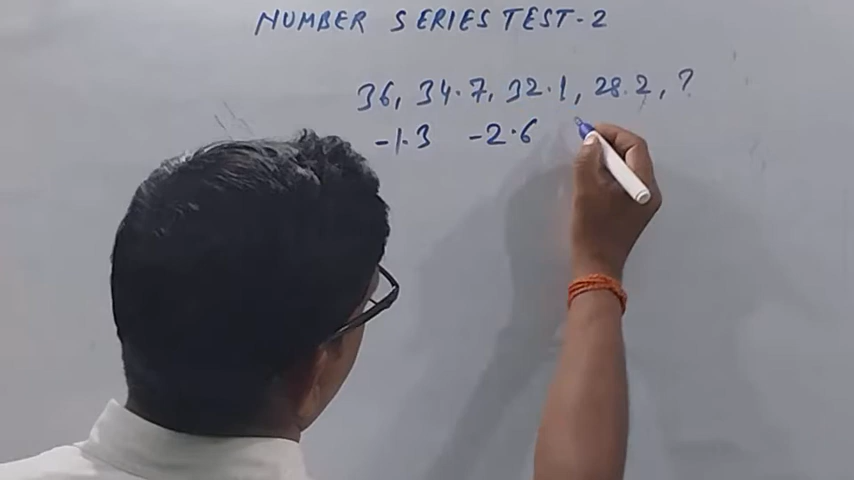 NUMBER SERIES TEST-2
36, 34.7, 32.1, 28.2, ?
-1.3 -2.6